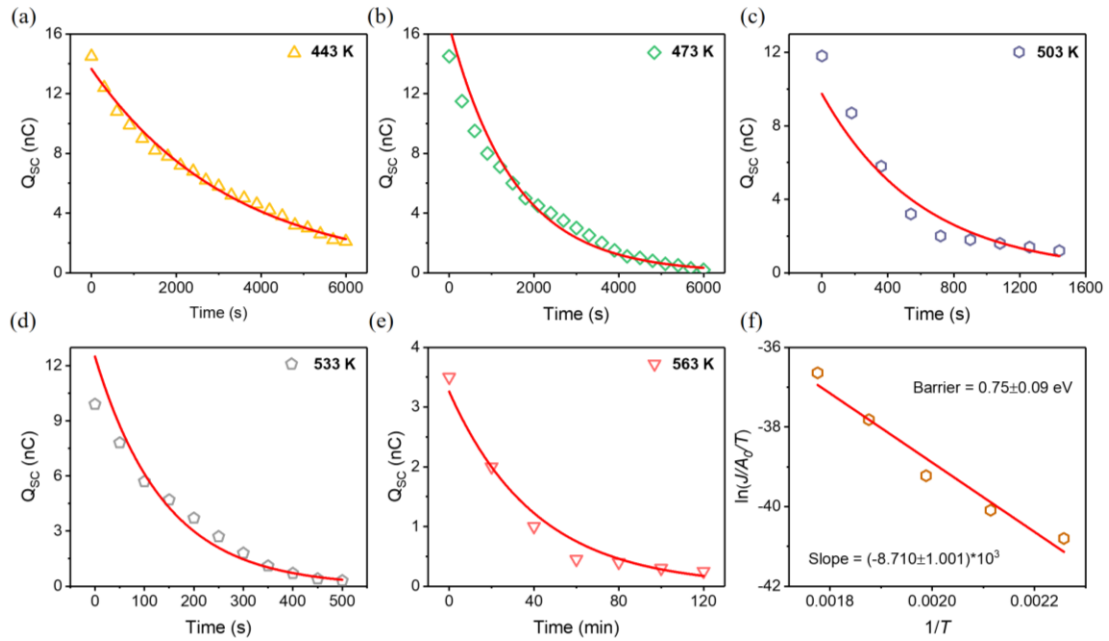 (a)
443 K
16
12
8
4
0
Q_SC (nC)
0 2000 4000 6000
Time (s)
(b)
473 K
16
12
8
4
0
Q_SC (nC)
0 2000 4000 6000
Time (s)
(c)
503 K
12
8
4
0
Q_SC (nC)
0 400 800 1200 1600
Time (s)
(d)
533 K
12
9
6
3
0
Q_SC (nC)
0 100 200 300 400 500
Time (s)
(e)
563 K
4
3
2
1
0
Q_SC (nC)
0 40 80 120
Time (min)
(f)
-36
-38
-40
-42
ln(J/A_0/T)
Barrier = 0.75±0.09 eV
Slope = (-8.710±1.001)*10³
0.0018 0.0020 0.0022
1/T